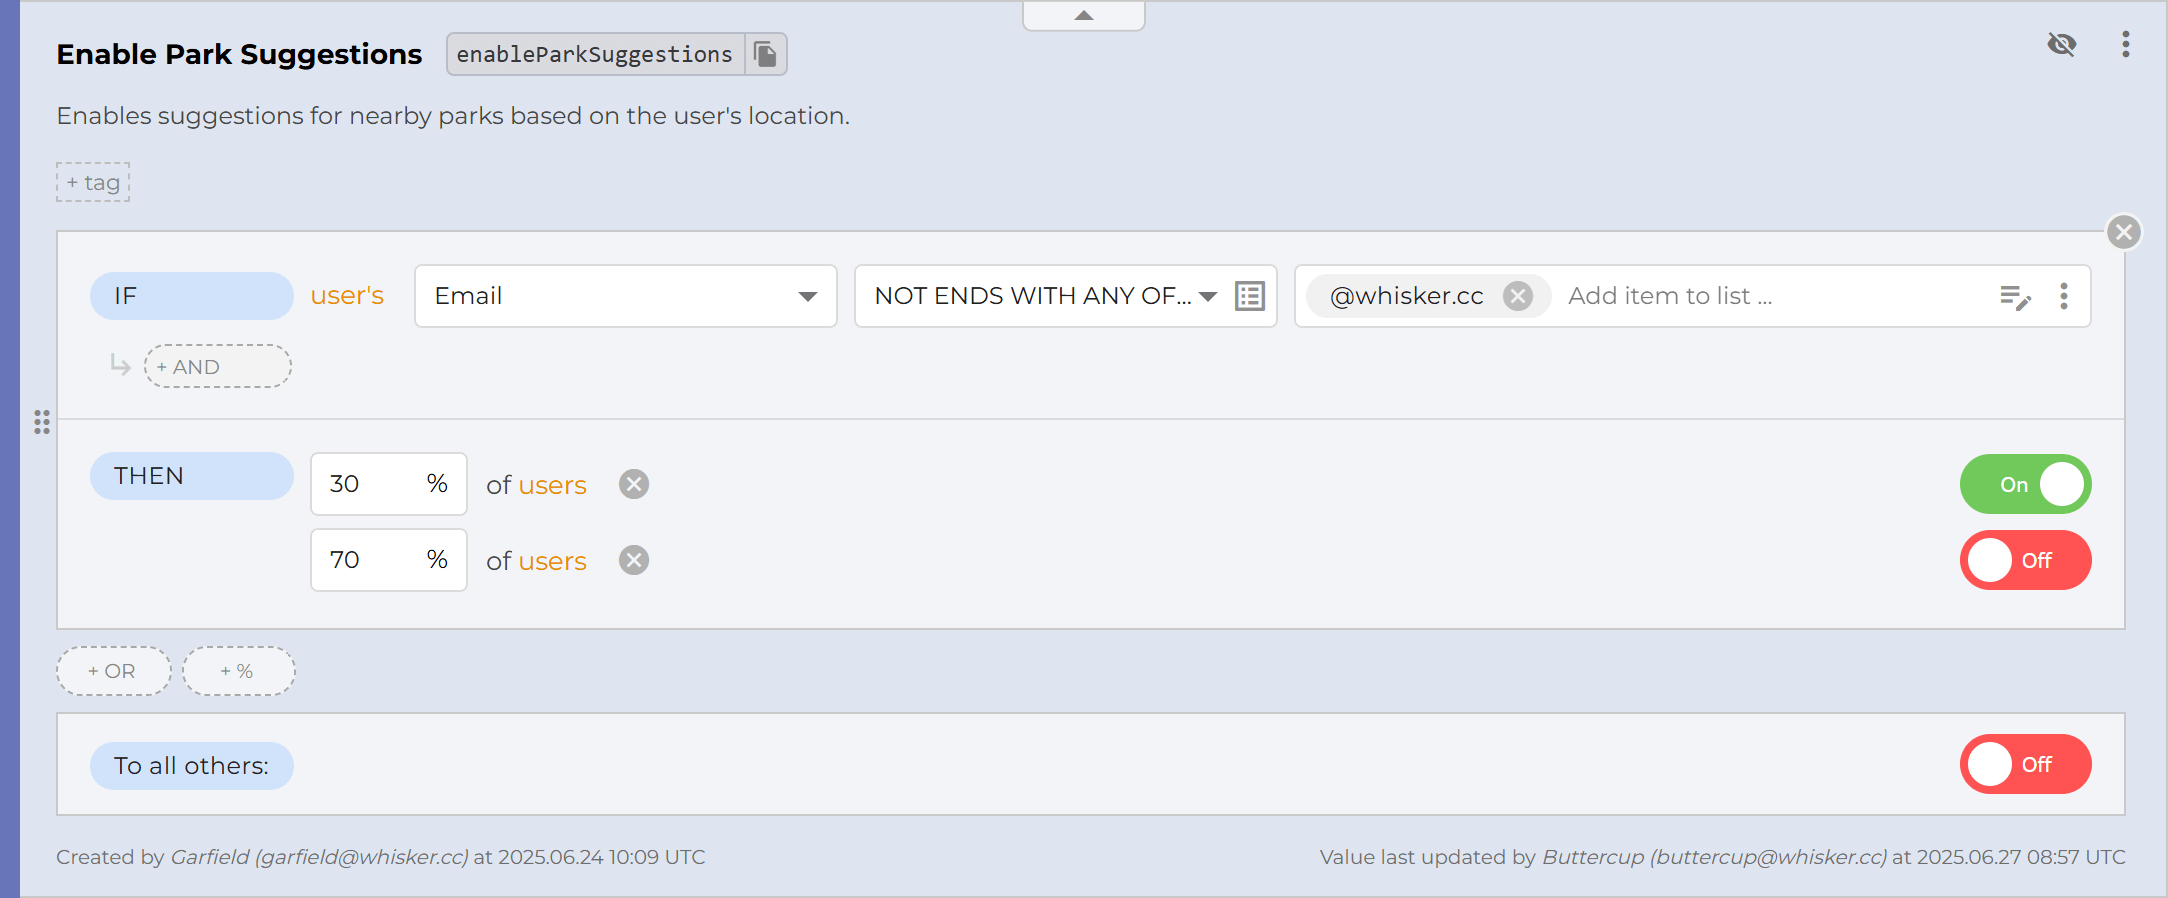 Enable Park Suggestions enableParkSuggestions
Enables suggestions for nearby parks based on the user's location.
+ tag
IF user's Email NOT ENDS WITH ANY OF... @whisker.cc Add item to list ...
+ AND
THEN 30 % of users On
70 % of users Off
+ OR + %
To all others: Off
Created by Garfield (garfield@whisker.cc) at 2025.06.24 10:09 UTC Value last updated by Buttercup (buttercup@whisker.cc) at 2025.06.27 08:57 UTC